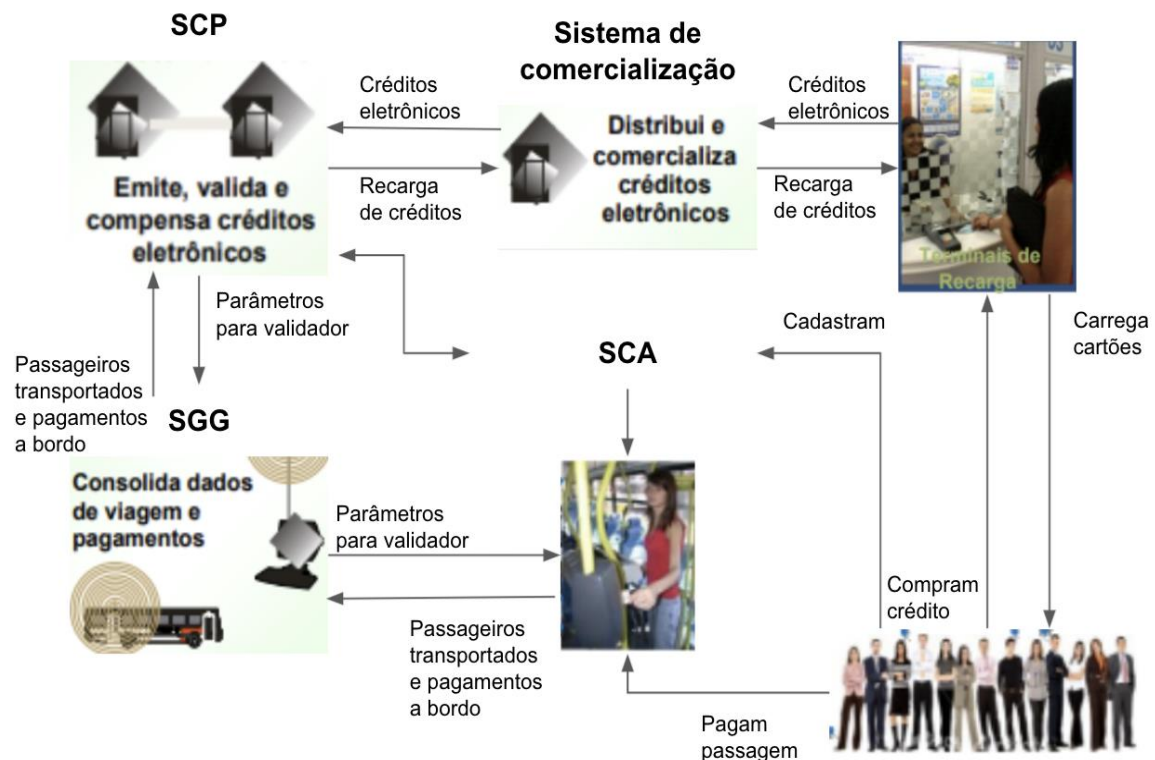 SCP
Sistema de
comercialização
Créditos
eletrônicos
Créditos
eletrônicos
Distribui e
comercializa
créditos
eletrônicos
Emite, valida e
compensa créditos
eletrônicos
Recarga
de créditos
Recarga
de créditos
Terminais de
Recarga
Parâmetros
para validador
Cadastram
Carrega
cartões
SCA
Passageiros
transportados
e pagamentos
a bordo
SGG
Consolida dados
de viagem e
pagamentos
Parâmetros
para validador
Compram
crédito
Passageiros
transportados
e pagamentos
a bordo
Pagam
passagem